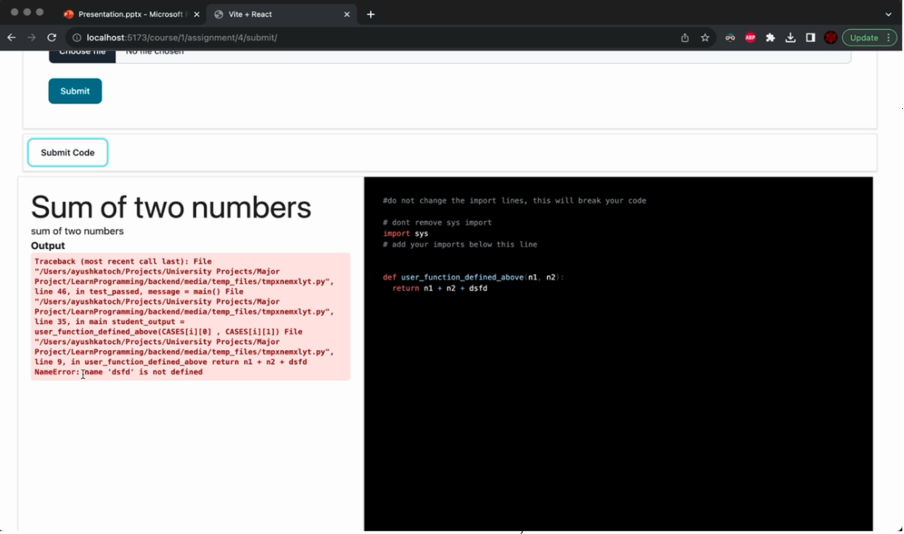 Presentation.pptx - Microsoft
Vite + React
localhost:5173/course/1/assignment/4/submit/
ABP
Update
Choose file No file chosen
Submit
Submit Code
Sum of two numbers
sum of two numbers
Output
Traceback (most recent call last): File
"/Users/ayushkatoch/Projects/University Projects/Major
Project/LearnProgramming/backend/media/temp_files/tmpxnemxlyt.py",
line 46, in test_passed, message = main() File
"/Users/ayushkatoch/Projects/University Projects/Major
Project/LearnProgramming/backend/media/temp_files/tmpxnemxlyt.py",
line 35, in main student_output =
user_function_defined_above(CASES[i][0] , CASES[i][1]) File
"/Users/ayushkatoch/Projects/University Projects/Major
Project/LearnProgramming/backend/media/temp_files/tmpxnemxlyt.py",
line 9, in user_function_defined_above return n1 + n2 + dsfd
NameError: name 'dsfd' is not defined
#do not change the import lines, this will break your code
# dont remove sys import
import sys
# add your imports below this line
def user_function_defined_above(n1, n2):
return n1 + n2 + dsfd